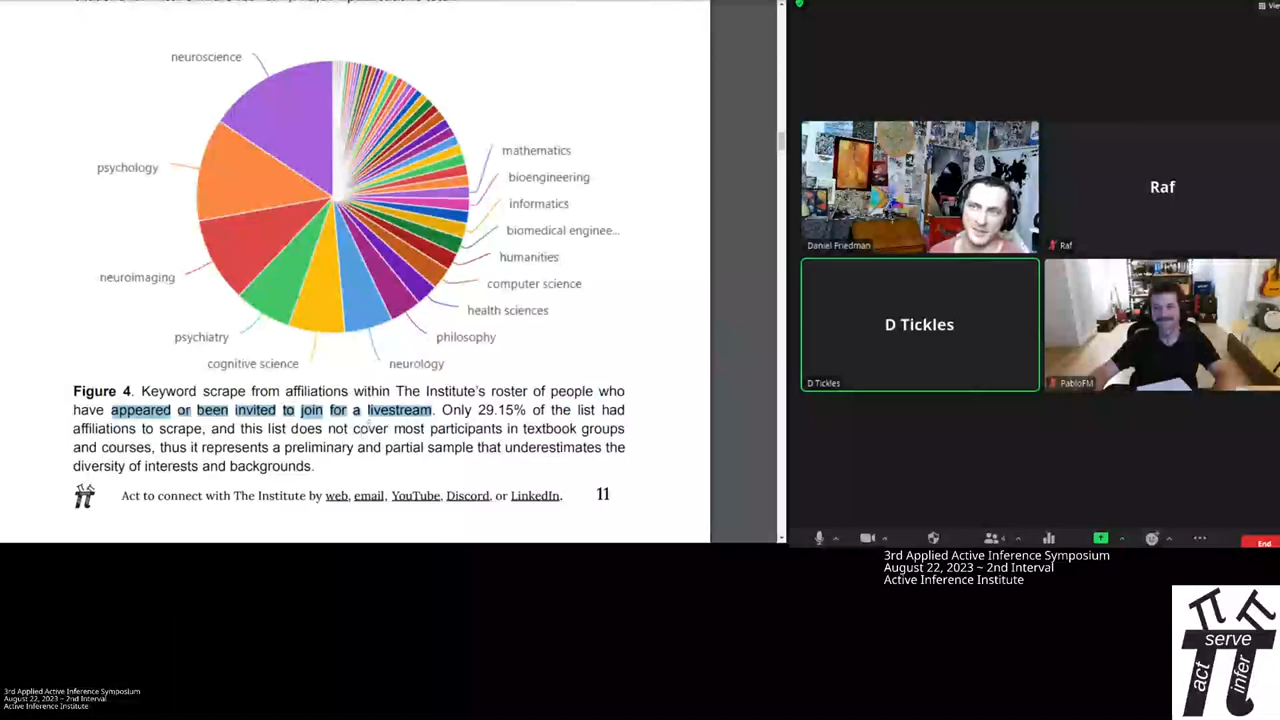 neuroscience
psychology
neuroimaging
psychiatry
cognitive science
neurology
philosophy
health sciences
computer science
humanities
biomedical enginee...
informatics
bioengineering
mathematics
Figure 4. Keyword scrape from affiliations within The Institute's roster of people who
have appeared or been invited to join for a livestream. Only 29.15% of the list had
affiliations to scrape, and this list does not cover most participants in textbook groups
and courses, thus it represents a preliminary and partial sample that underestimates the
diversity of interests and backgrounds.
Act to connect with The Institute by web, email, YouTube, Discord, or LinkedIn. 11
Vie
Daniel Friedman
Raf
Raf
D Tickles
D Tickles
PabloFM
4
End
3rd Applied Active Inference Symposium
August 22, 2023 ~ 2nd Interval
Active Inference Institute
serve
act
infer
3rd Applied Active Inference Symposium
August 22, 2023 ~ 2nd Interval
Active Inference Institute